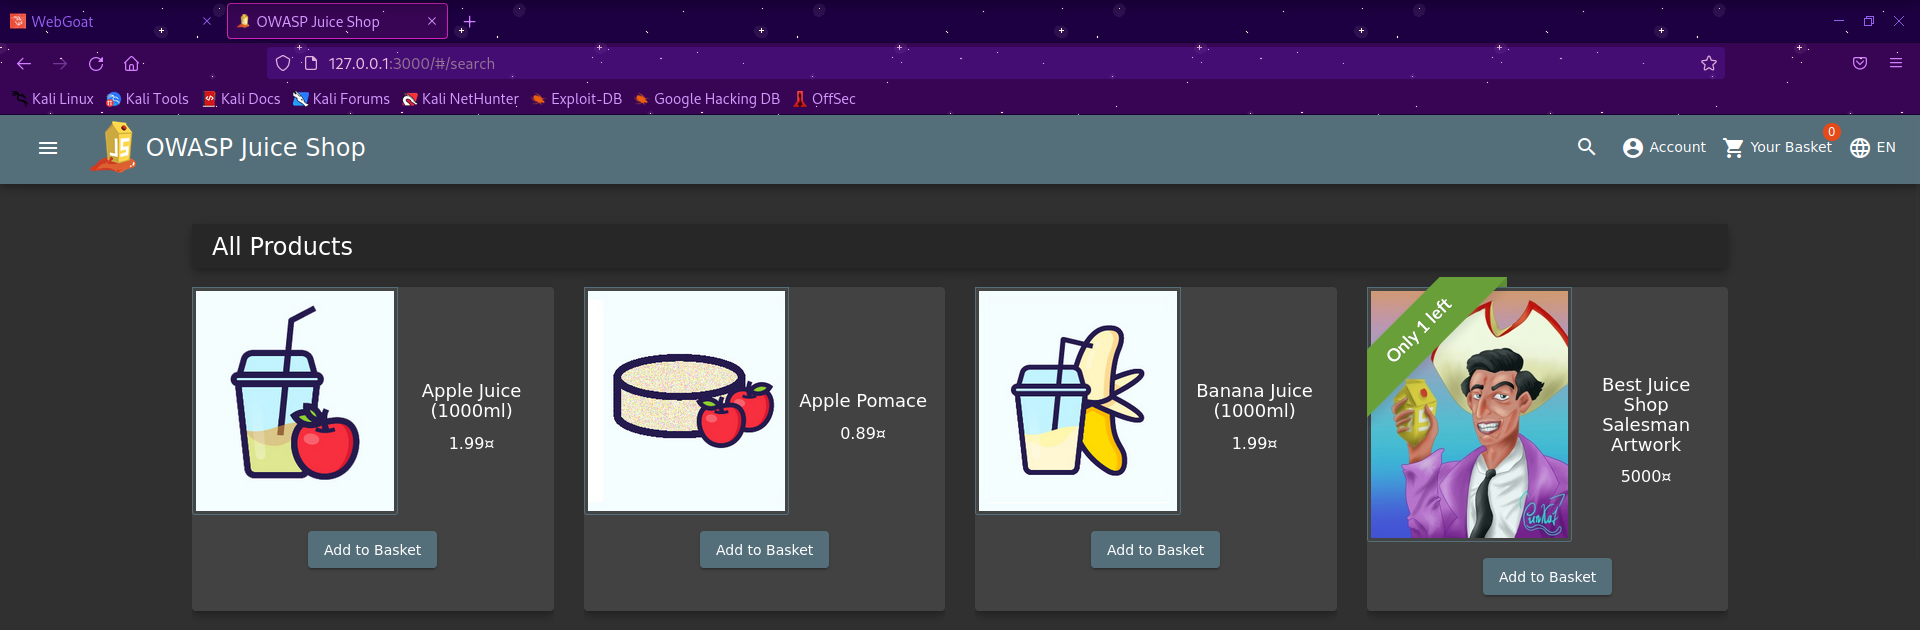 WebGoat
OWASP Juice Shop
127.0.0.1:3000/#/search
Kali Linux
Kali Tools
Kali Docs
Kali Forums
Kali NetHunter
Exploit-DB
Google Hacking DB
OffSec
JS
OWASP Juice Shop
Account
Your Basket
0
EN
All Products
Apple Juice
(1000ml)
1.99¤
Add to Basket
Apple Pomace
0.89¤
Add to Basket
Banana Juice
(1000ml)
1.99¤
Add to Basket
Only 1 left
Best Juice
Shop
Salesman
Artwork
5000¤
Add to Basket